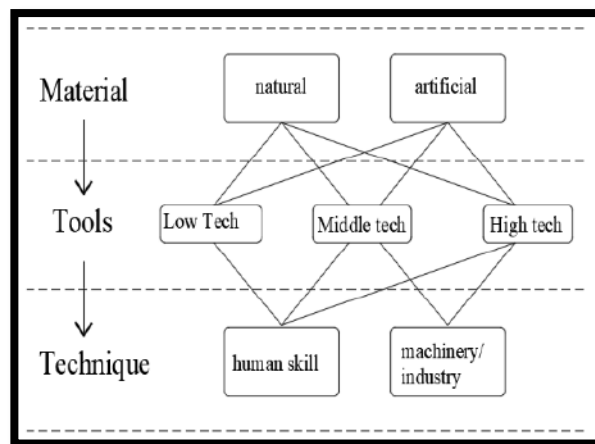 Material
natural
artificial
Tools
Low Tech
Middle tech
High tech
Technique
human skill
machinery/
industry